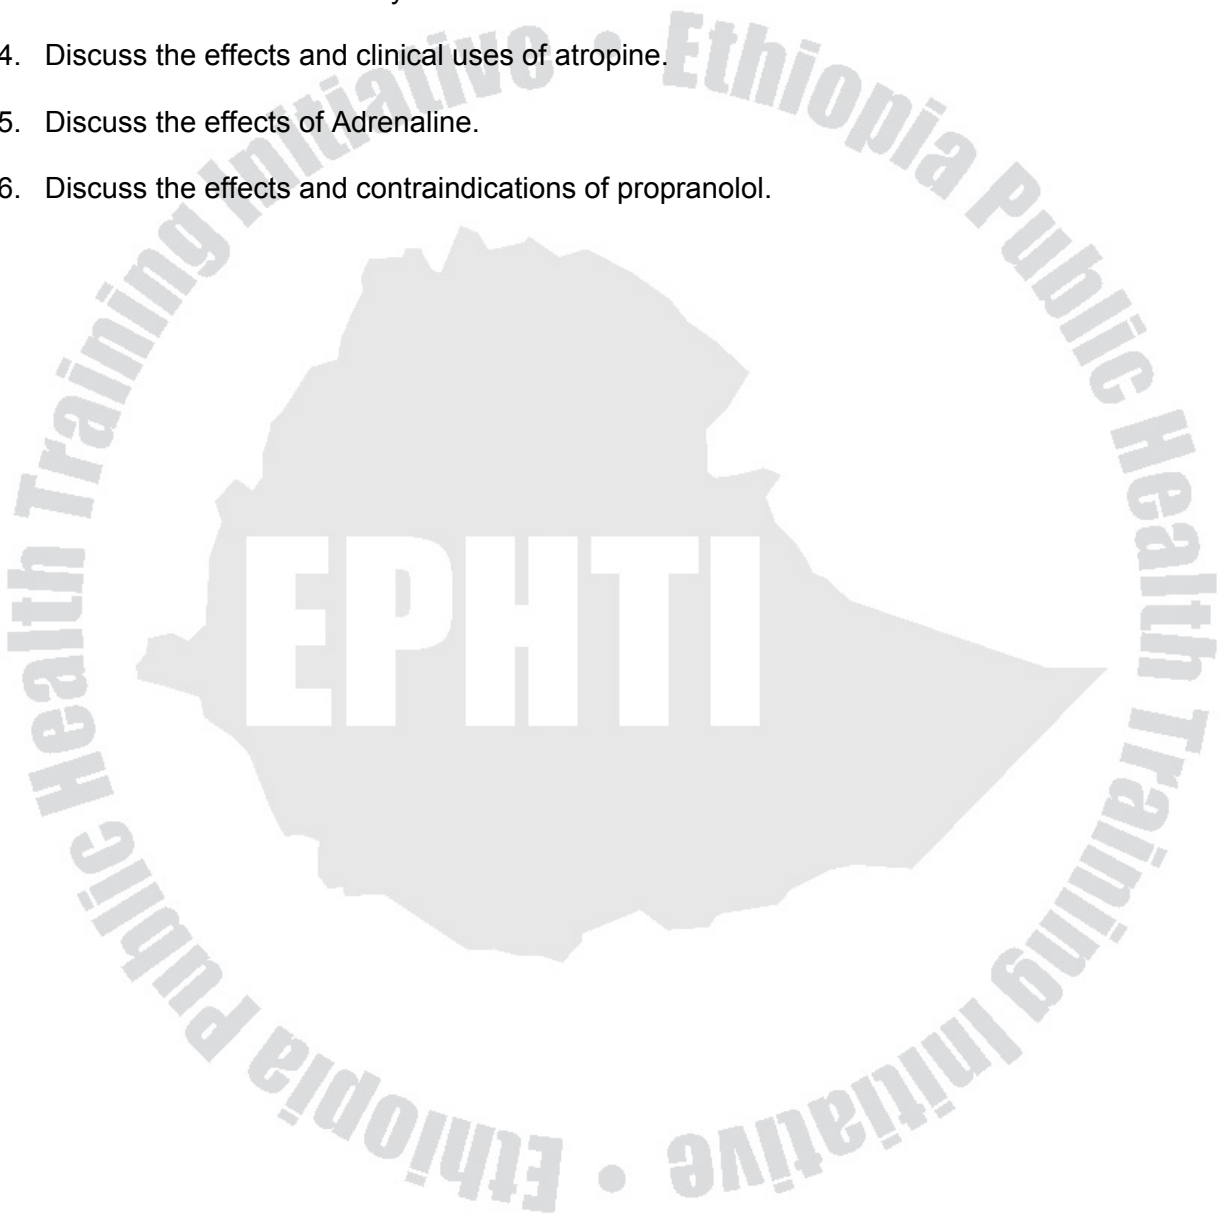 4. Discuss the effects and clinical uses of atropine.
5. Discuss the effects of Adrenaline.
6. Discuss the effects and contraindications of propranolol.
Ethiopia Public Health Training Initiative • Ethiopia Public Health Training Initiative •
EPHTI